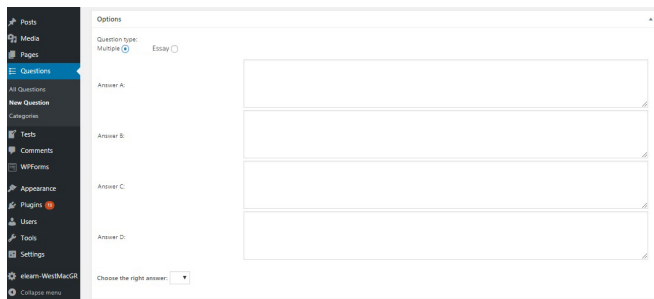 Posts
Media
Pages
Questions
All Questions
New Question
Categories
Tests
Comments
WPForms
Appearance
Plugins 13
Users
Tools
Settings
elearn-WestMacGR
Collapse menu
Options
Question type:
Multiple Essay
Answer A:
Answer B:
Answer C:
Answer D:
Choose the right answer: